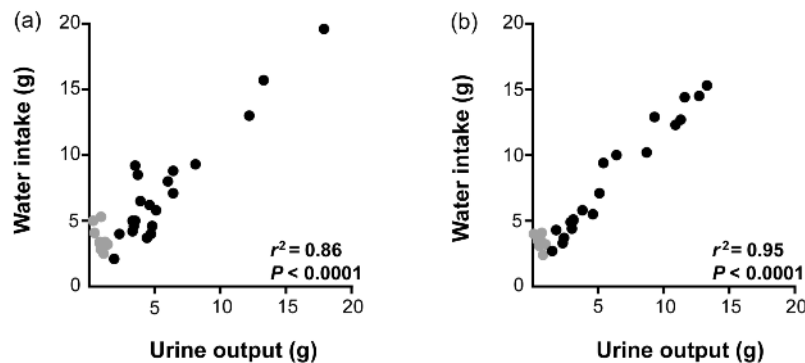 (a)
Water intake (g)
20
15
10
5
0
5
10
15
20
r² = 0.86
P < 0.0001
Urine output (g)
(b)
Water intake (g)
20
15
10
5
0
5
10
15
20
r² = 0.95
P < 0.0001
Urine output (g)